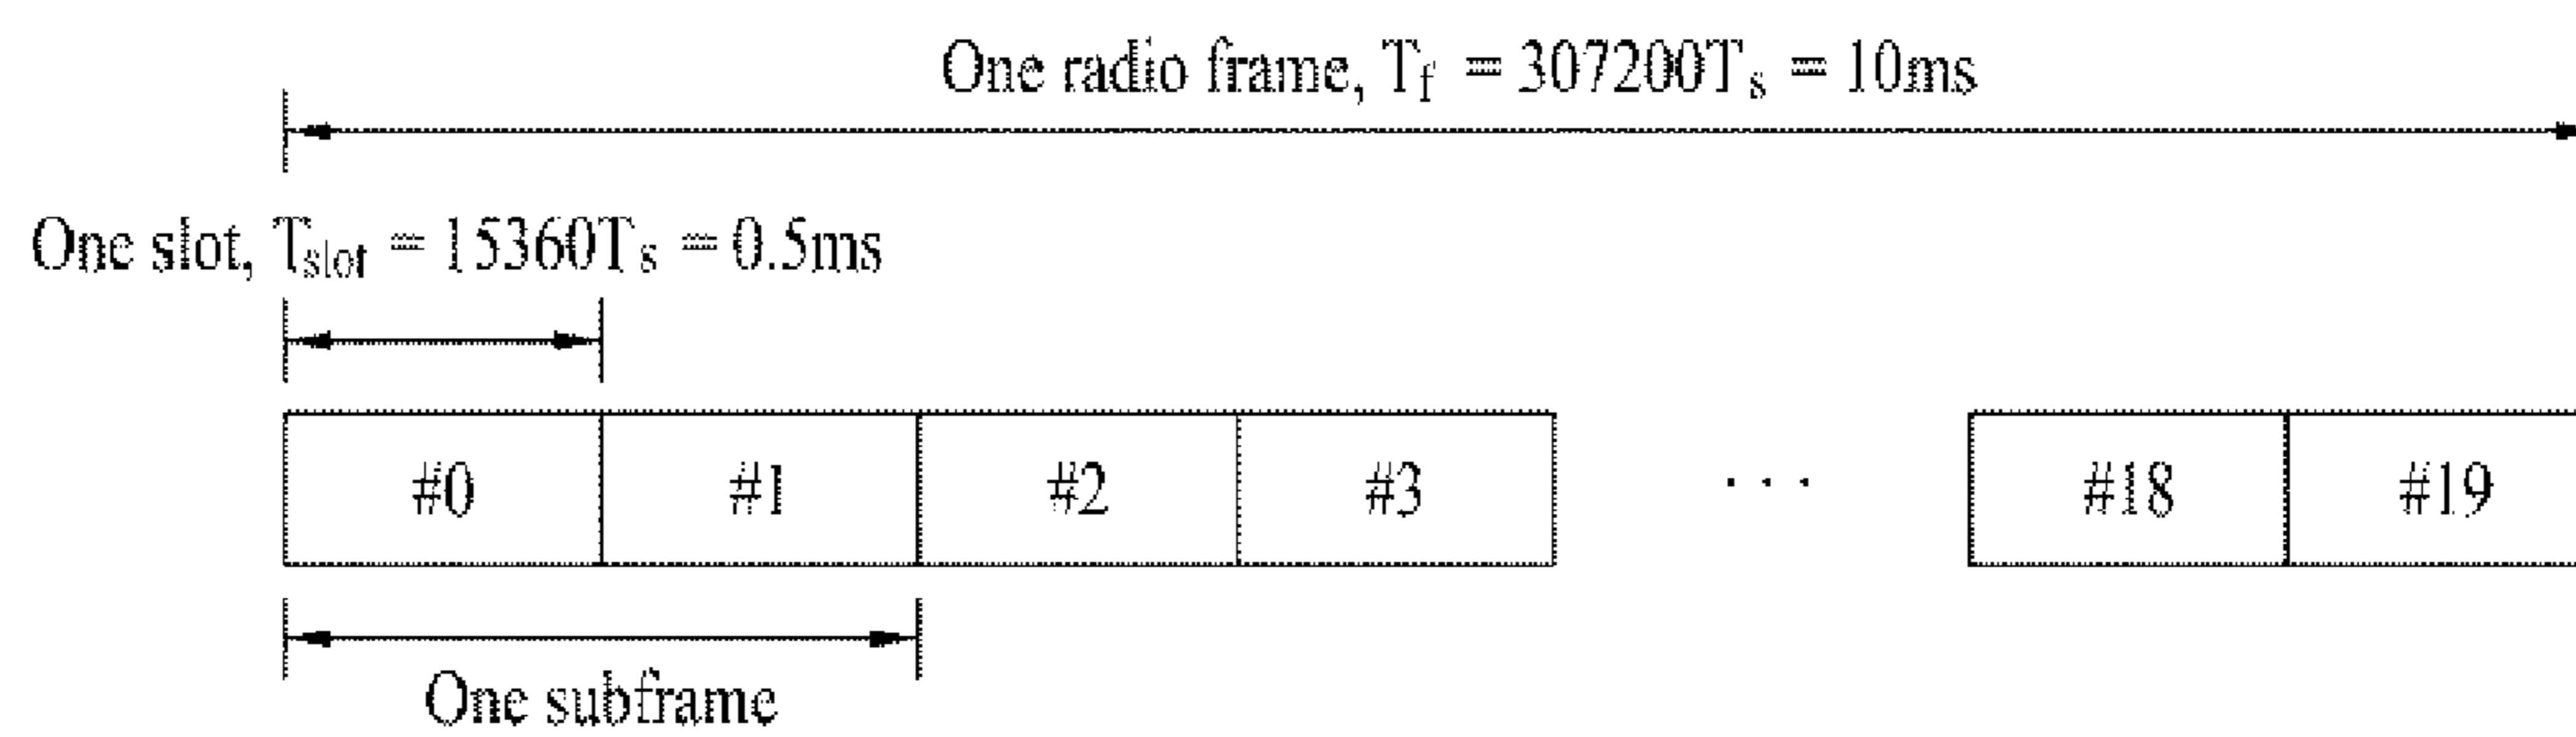 One radio frame, Tf = 307200Ts = 10ms
One slot, Tslot = 15360Ts = 0.5ms
#0 #1 #2 #3 · · · #18 #19
One subframe